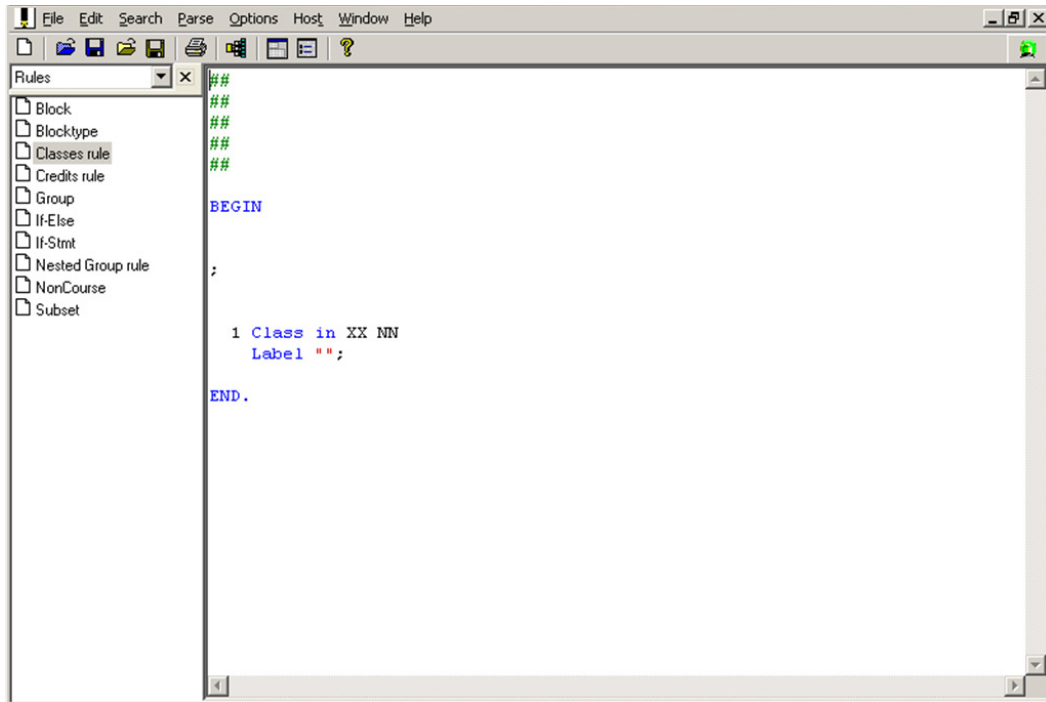 File Edit Search Parse Options Host Window Help
Rules
Block
Blocktype
Classes rule
Credits rule
Group
If-Else
If-Stmt
Nested Group rule
NonCourse
Subset
##
##
##
##
##
BEGIN
;
1 Class in XX NN
Label "";
END.